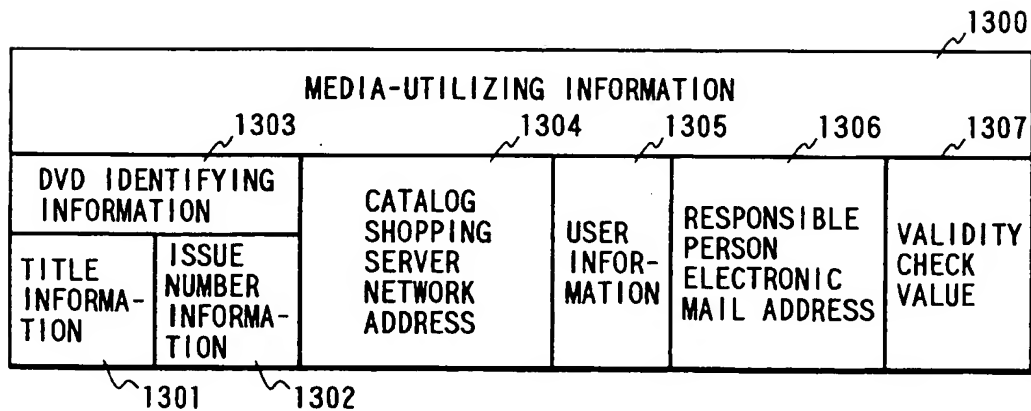 1300
MEDIA-UTILIZING INFORMATION
1303
1304
1305
1306
1307
DVD IDENTIFYING
INFORMATION
TITLE
INFORMA-
TION
ISSUE
NUMBER
INFORMA-
TION
CATALOG
SHOPPING
SERVER
NETWORK
ADDRESS
USER
INFOR-
MATION
RESPONSIBLE
PERSON
ELECTRONIC
MAIL ADDRESS
VALIDITY
CHECK
VALUE
1301
1302